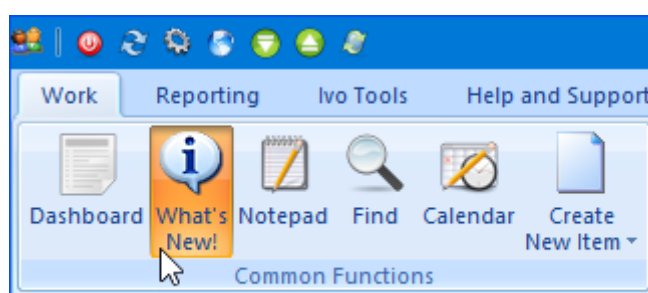 Work Reporting Ivo Tools Help and Support
Dashboard What's New! Notepad Find Calendar Create New Item
Common Functions